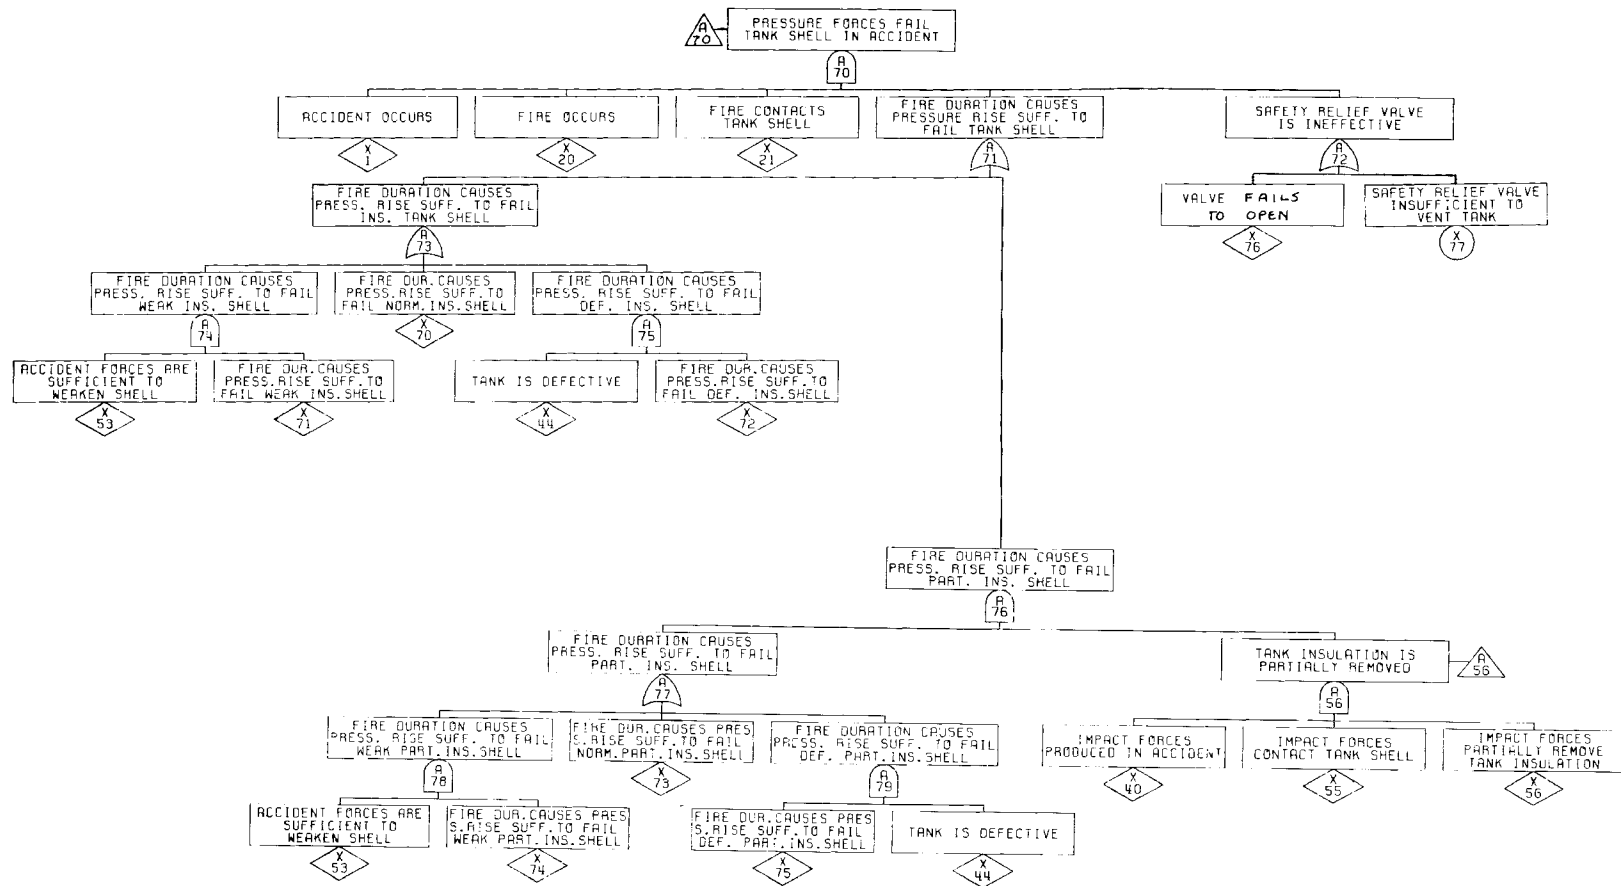 A
70
PRESSURE FORCES FAIL
TANK SHELL IN ACCIDENT
A
70
ACCIDENT OCCURS
X
1
FIRE OCCURS
X
20
FIRE CONTACTS
TANK SHELL
X
21
FIRE DURATION CAUSES
PRESSURE RISE SUFF. TO
FAIL TANK SHELL
A
71
SAFETY RELIEF VALVE
IS INEFFECTIVE
A
72
FIRE DURATION CAUSES
PRESS. RISE SUFF. TO FAIL
INS. TANK SHELL
A
73
VALVE FAILS
TO OPEN
X
76
SAFETY RELIEF VALVE
INSUFFICIENT TO
VENT TANK
X
77
FIRE DURATION CAUSES
PRESS. RISE SUFF. TO FAIL
WEAK INS. SHELL
A
74
FIRE DUR.CAUSES
PRESS.RISE SUFF.TO
FAIL NORM.INS.SHELL
X
70
FIRE DURATION CAUSES
PRESS. RISE SUFF. TO FAIL
DEF. INS. SHELL
A
75
ACCIDENT FORCES ARE
SUFFICIENT TO
WEAKEN SHELL
X
53
FIRE DUR.CAUSES
PRESS.RISE SUFF.TO
FAIL WEAK INS.SHELL
X
71
TANK IS DEFECTIVE
X
44
FIRE DUR.CAUSES
PRESS.RISE SUFF.TO
FAIL DEF. INS.SHELL
X
72
FIRE DURATION CAUSES
PRESS. RISE SUFF. TO FAIL
PART. INS. SHELL
A
76
FIRE DURATION CAUSES
PRESS. RISE SUFF. TO FAIL
PART. INS. SHELL
A
77
TANK INSULATION IS
PARTIALLY REMOVED
A
56
A
56
FIRE DURATION CAUSES
PRESS. RISE SUFF. TO FAIL
WEAK PART.INS.SHELL
A
78
FIRE DUR.CAUSES PRES
S.RISE SUFF.TO FAIL
NORM.PART.INS.SHELL
X
73
FIRE DURATION CAUSES
PRESS. RISE SUFF. TO FAIL
DEF. PART.INS.SHELL
A
79
IMPACT FORCES
PRODUCED IN ACCIDENT
X
40
IMPACT FORCES
CONTACT TANK SHELL
X
55
IMPACT FORCES
PARTIALLY REMOVE
TANK INSULATION
X
56
ACCIDENT FORCES ARE
SUFFICIENT TO
WEAKEN SHELL
X
53
FIRE DUR.CAUSES PRES
S.RISE SUFF.TO FAIL
WEAK PART.INS.SHELL
X
74
FIRE DUR.CAUSES PRES
S.RISE SUFF.TO FAIL
DEF. PART.INS.SHELL
X
75
TANK IS DEFECTIVE
X
44